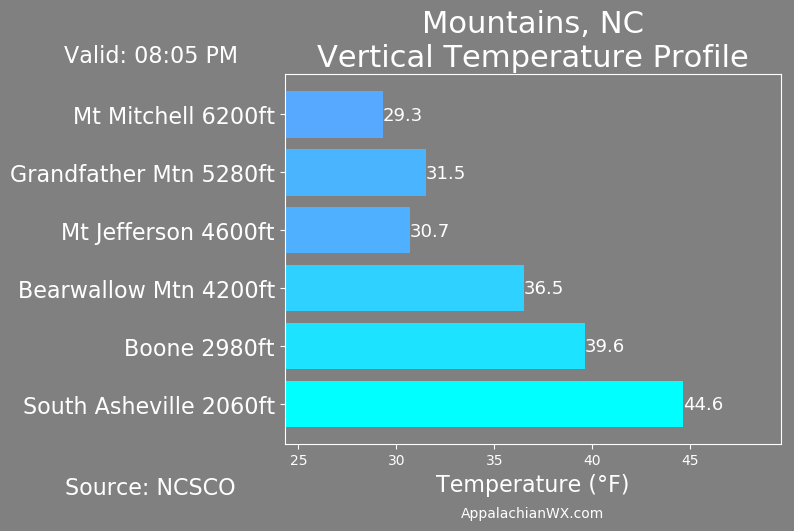 Mountains, NC
Vertical Temperature Profile
Valid: 08:05 PM
Mt Mitchell 6200ft
29.3
Grandfather Mtn 5280ft
31.5
Mt Jefferson 4600ft
30.7
Bearwallow Mtn 4200ft
36.5
Boone 2980ft
39.6
South Asheville 2060ft
44.6
25 30 35 40 45
Temperature (°F)
Source: NCSCO
AppalachianWX.com